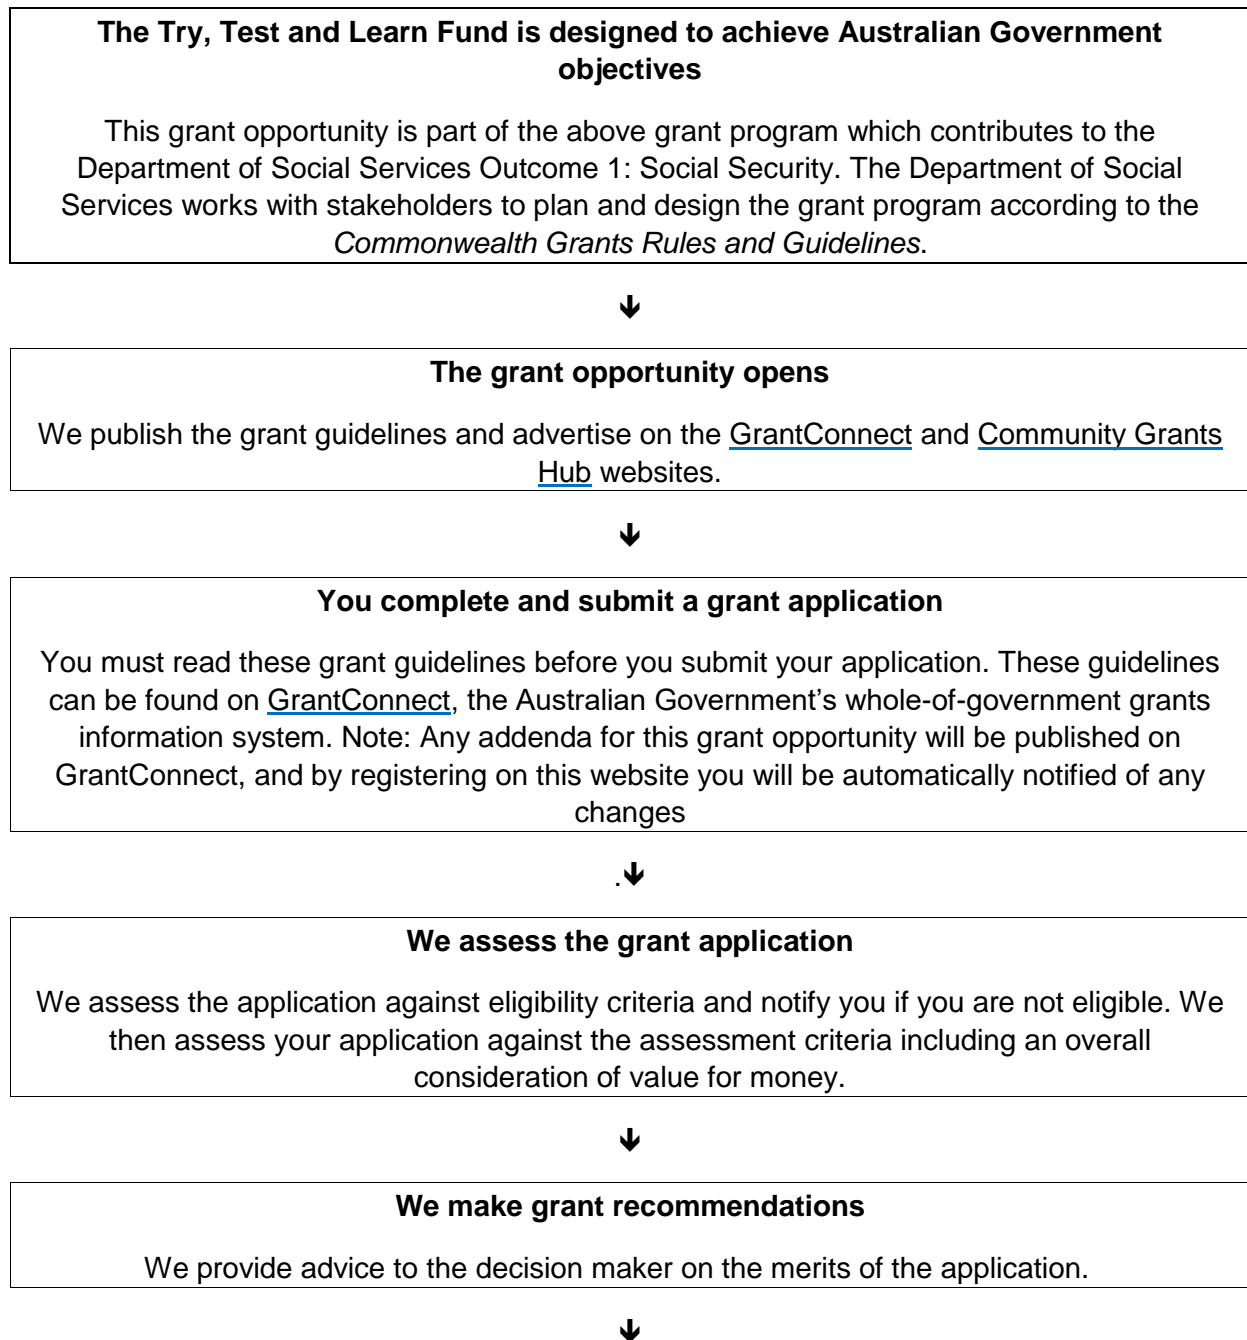 The Try, Test and Learn Fund is designed to achieve Australian Government
objectives
This grant opportunity is part of the above grant program which contributes to the
Department of Social Services Outcome 1: Social Security. The Department of Social
Services works with stakeholders to plan and design the grant program according to the
Commonwealth Grants Rules and Guidelines.
🡻
The grant opportunity opens
We publish the grant guidelines and advertise on the GrantConnect and Community Grants
Hub websites.
🡻
You complete and submit a grant application
You must read these grant guidelines before you submit your application. These guidelines
can be found on GrantConnect, the Australian Government’s whole-of-government grants
information system. Note: Any addenda for this grant opportunity will be published on
GrantConnect, and by registering on this website you will be automatically notified of any
changes
.🡻
We assess the grant application
We assess the application against eligibility criteria and notify you if you are not eligible. We
then assess your application against the assessment criteria including an overall
consideration of value for money.
🡻
We make grant recommendations
We provide advice to the decision maker on the merits of the application.
🡻